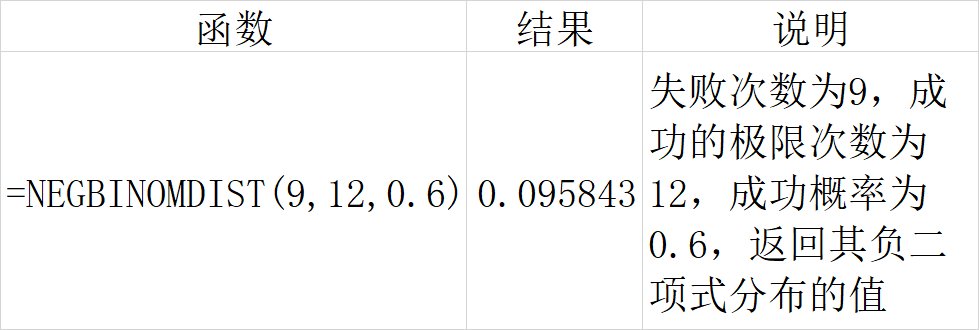 函数 结果 说明
=NEGBINOMDIST(9,12,0.6) 0.095843
失败次数为9，成
功的极限次数为
12，成功概率为
0.6，返回其负二
项式分布的值